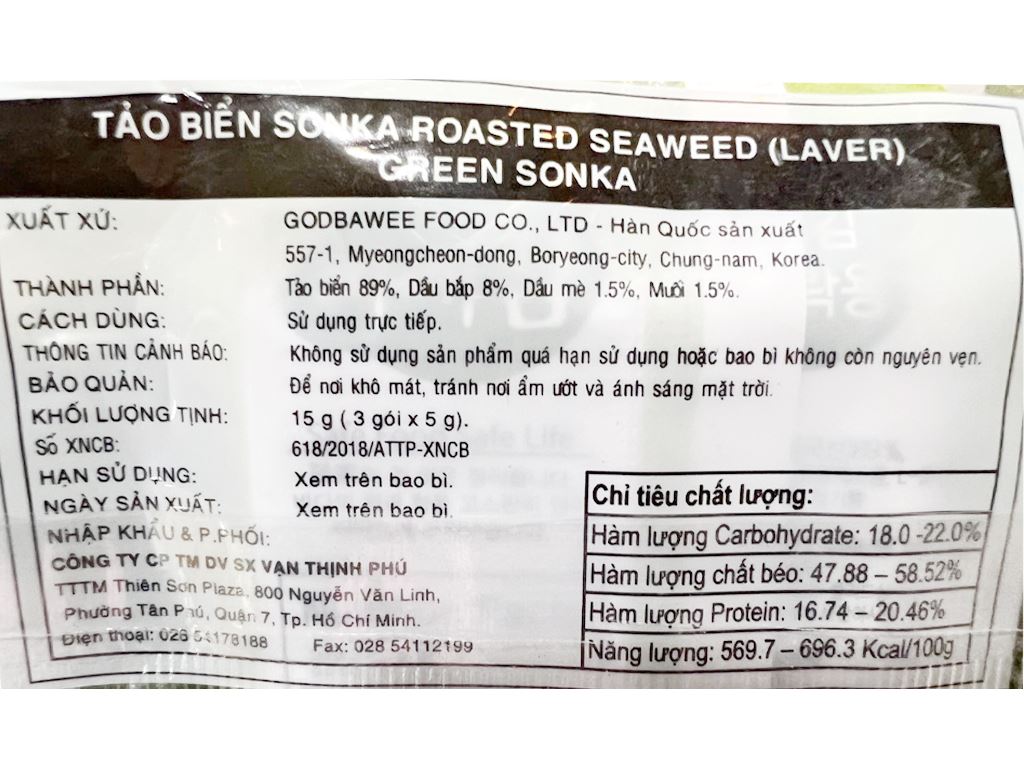 TẢO BIỂN SONKA ROASTED SEAWEED (LAVER)
GREEN SONKA
XUẤT XỨ: GODBAWEE FOOD CO., LTD - Hàn Quốc sản xuất
557-1, Myeongcheon-dong, Boryeong-city, Chung-nam, Korea.
THÀNH PHẦN: Tảo biển 89%, Dầu bắp 8%, Dầu mè 1.5%, Muối 1.5%.
CÁCH DÙNG: Sử dụng trực tiếp.
THÔNG TIN CẢNH BÁO: Không sử dụng sản phẩm quá hạn sử dụng hoặc bao bì không còn nguyên vẹn.
BẢO QUẢN: Để nơi khô mát, tránh nơi ẩm ướt và ánh sáng mặt trời.
KHỐI LƯỢNG TỊNH: 15 g ( 3 gói x 5 g).
Số XNCB: 618/2018/ATTP-XNCB
HẠN SỬ DỤNG: Xem trên bao bì.
NGÀY SẢN XUẤT: Xem trên bao bì.
NHẬP KHẨU & P.PHỐI:
CÔNG TY CP TM DV SX VẠN THỊNH PHÚ
TTTM Thiên Sơn Plaza, 800 Nguyễn Văn Linh,
Phường Tân Phú, Quận 7, Tp. Hồ Chí Minh.
Điện thoại: Fax: 028 54112199
Chỉ tiêu chất lượng:
Hàm lượng Carbohydrate: 18.0 -22.0%
Hàm lượng chất béo: 47.88 – 58.52%
Hàm lượng Protein: 16.74 – 20.46%
Năng lượng: 569.7 – 696.3 Kcal/100g